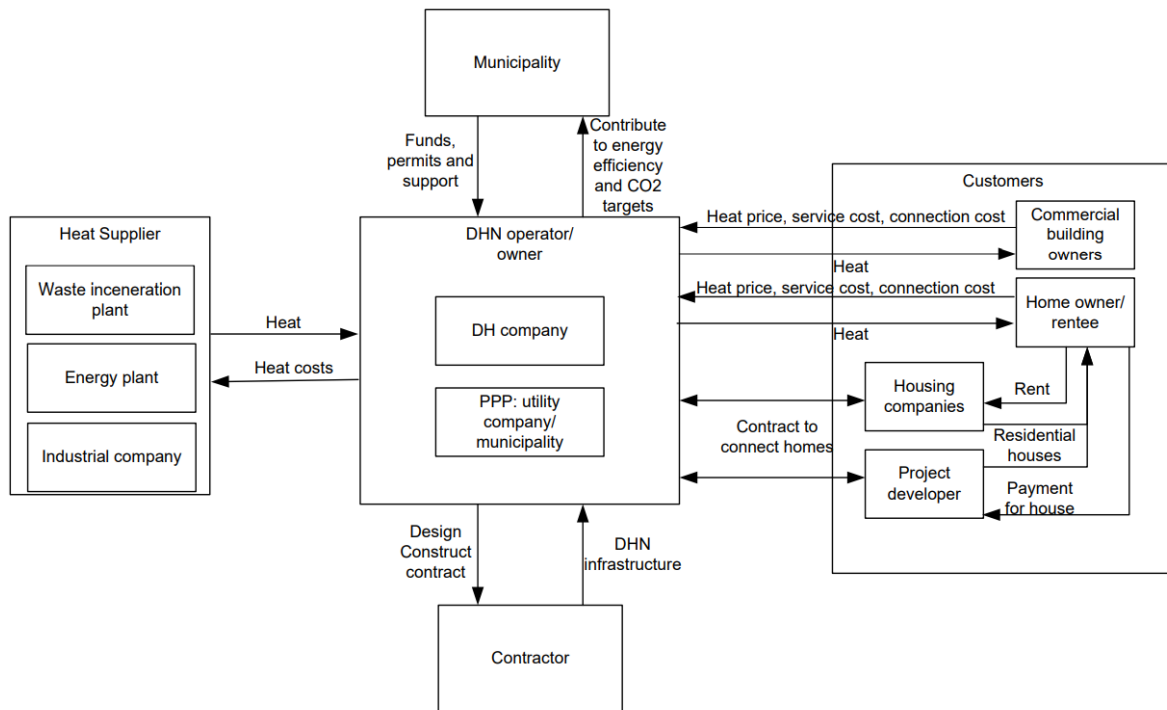 Municipality
Funds,
permits and
support
Contribute
to energy
efficiency
and CO2
targets
Customers
Heat Supplier
DHN operator/
owner
Heat price, service cost, connection cost
Commercial
building
owners
Heat
Waste inceneration
plant
Heat price, service cost, connection cost
Home owner/
rentee
Heat
DH company
Heat
Energy plant
Heat costs
PPP: utility
company/
municipality
Housing
companies
Rent
Contract to
connect homes
Residential
houses
Industrial company
Project
developer
Payment
for house
Design
Construct
contract
DHN
infrastructure
Contractor